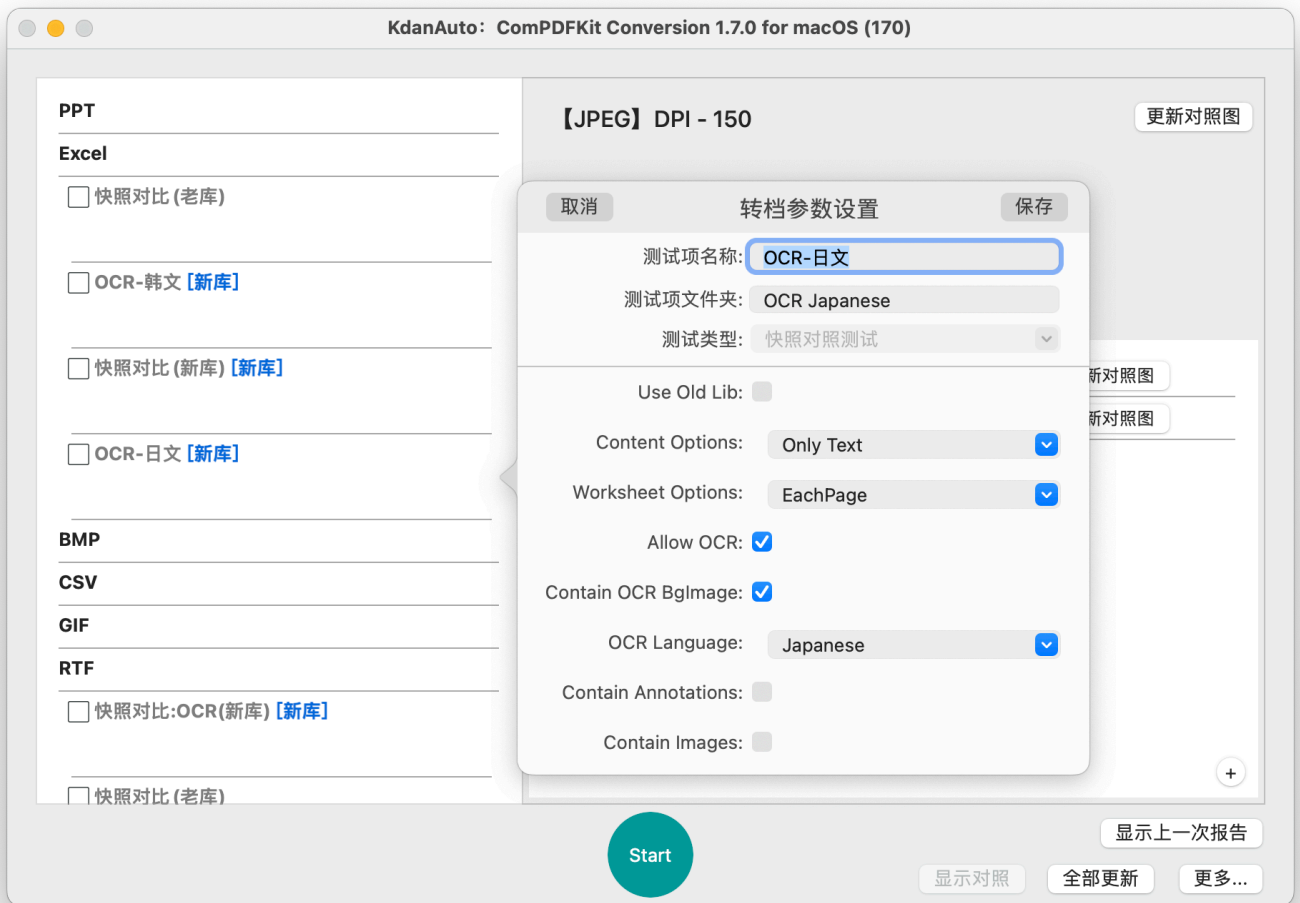 KdanAuto：ComPDFKit Conversion 1.7.0 for macOS (170)
PPT
Excel
快照对比 (老库)
OCR-韩文 [新库]
快照对比 (新库) [新库]
OCR-日文 [新库]
BMP
CSV
GIF
RTF
快照对比:OCR(新库) [新库]
快照对比 (老库)
【JPEG】DPI - 150
更新对照图
取消
转档参数设置
保存
测试项名称: OCR-日文
测试项文件夹: OCR Japanese
测试类型: 快照对照测试
Use Old Lib:
Content Options: Only Text
Worksheet Options: EachPage
Allow OCR:
Contain OCR BgImage:
OCR Language: Japanese
Contain Annotations:
Contain Images:
新对照图
新对照图
+
Start
显示上一次报告
显示对照
全部更新
更多...